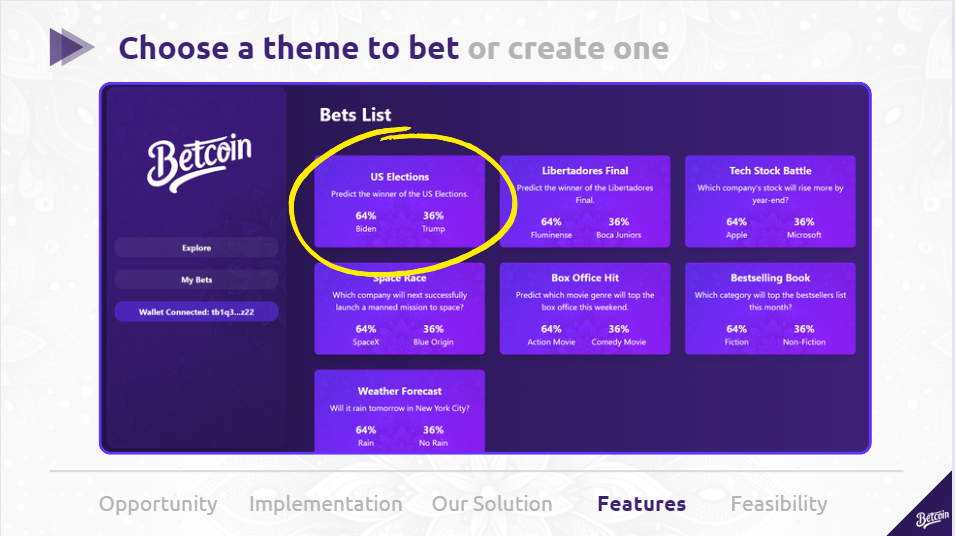 Choose a theme to bet or create one
Betcoin
Explore
My Bets
Wallet Connected: tb1q3...z22
Bets List
US Elections
Predict the winner of the US Elections.
64% 36%
Biden Trump
Libertadores Final
Predict the winner of the Libertadores
Final.
64% 36%
Fluminense Boca Juniors
Tech Stock Battle
Which company's stock will rise more by
year-end?
64% 36%
Apple Microsoft
Space Race
Which company will next successfully
launch a manned mission to space?
64% 36%
SpaceX Blue Origin
Box Office Hit
Predict which movie genre will top the
box office this weekend.
64% 36%
Action Movie Comedy Movie
Bestselling Book
Which category will top the bestsellers list
this month?
64% 36%
Fiction Non-Fiction
Weather Forecast
Will it rain tomorrow in New York City?
64% 36%
Rain No Rain
Opportunity Implementation Our Solution Features Feasibility
Betcoin